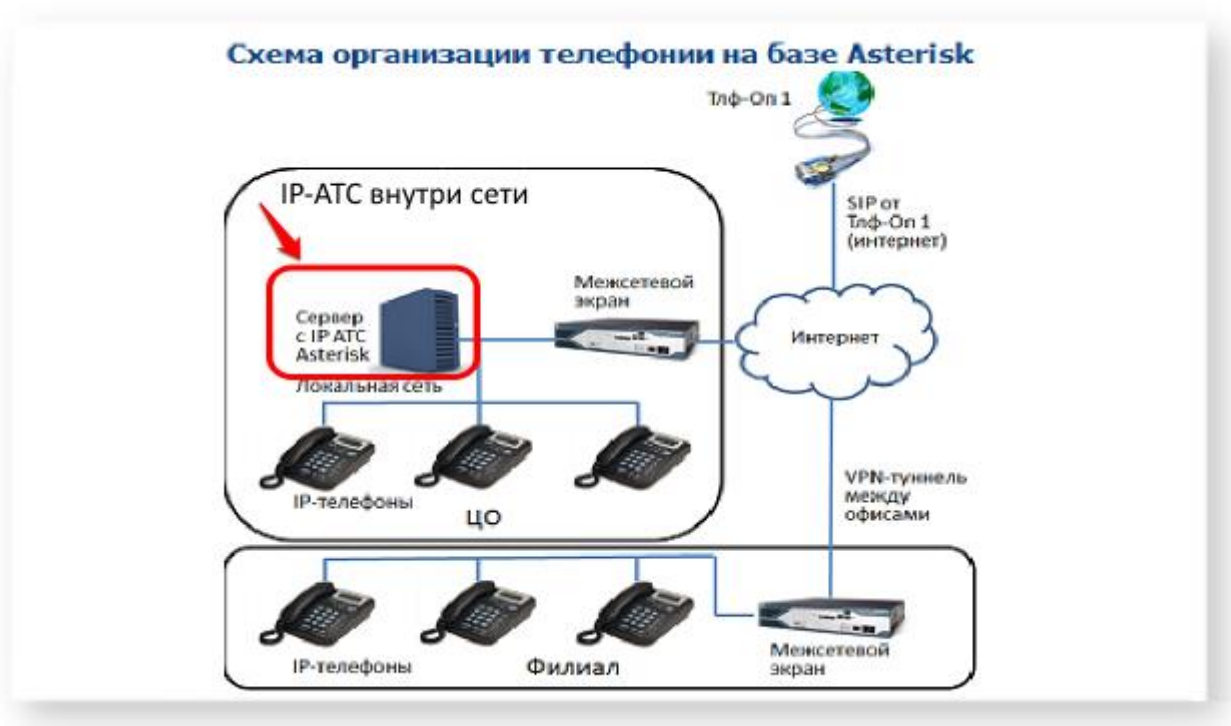 Схема организации телефонии на базе Asterisk
Тлф-Оп 1
IP-АТС внутри сети
SIP от
Тлф-Оп 1
(интернет)
Межсетевой
экран
Сервер
с IP АТС
Asterisk
Интернет
Локальная сеть
IP-телефоны
ЦО
VPN-туннель
между
офисами
IP-телефоны
Филиал
Межсетевой
экран